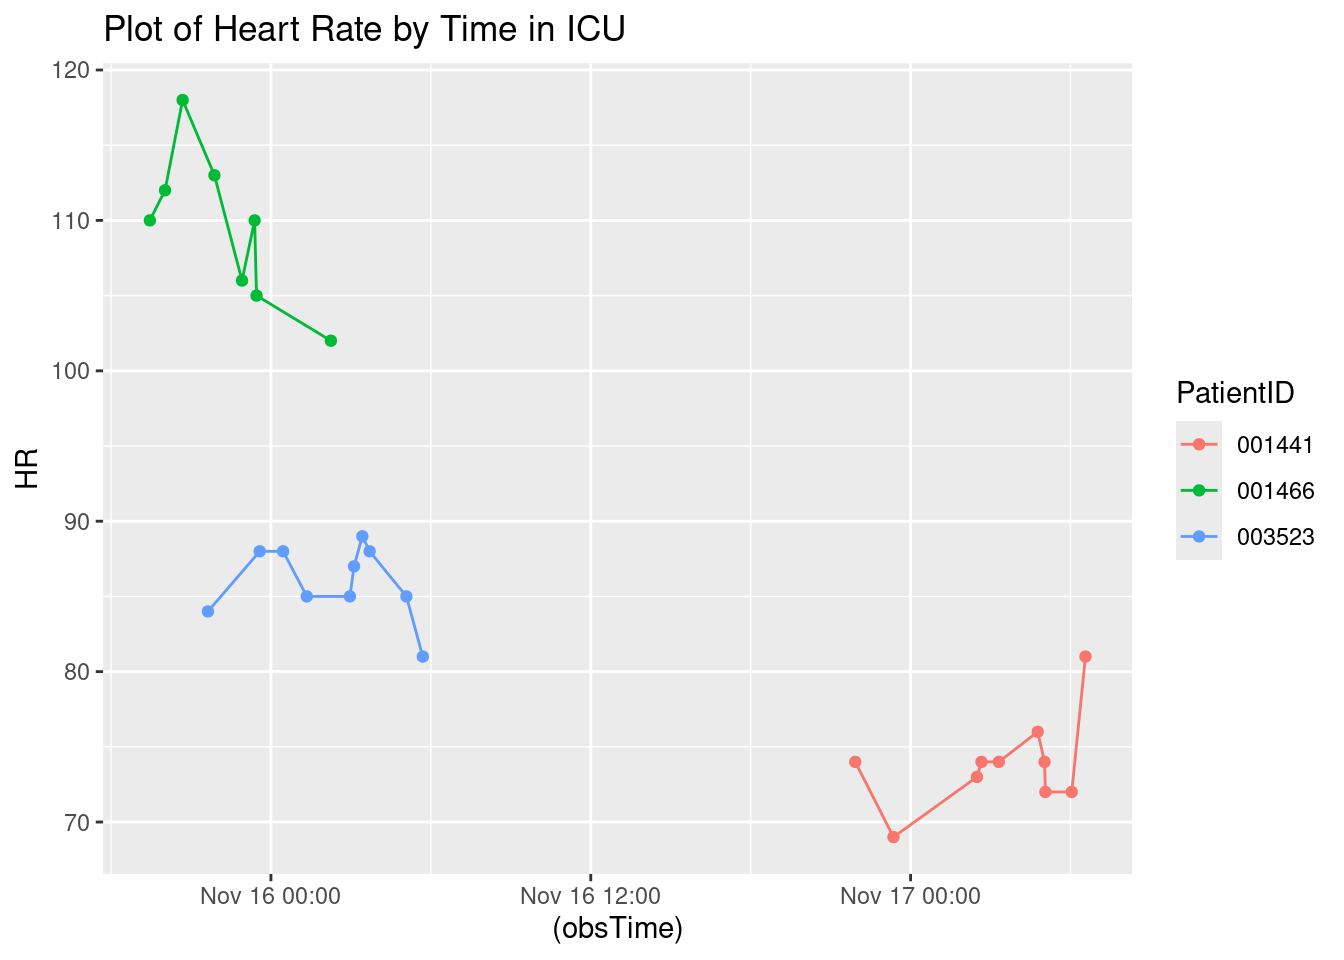 Plot of Heart Rate by Time in ICU
120
110
100
90
80
70
HR
Nov 16 00:00
Nov 16 12:00
Nov 17 00:00
(obsTime)
PatientID
001441
001466
003523